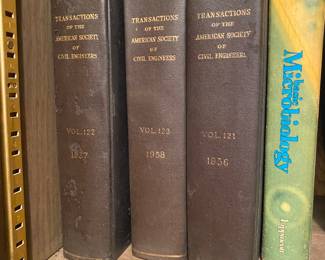 TRANSACTIONS
OF THE
AMERICAN SOCIETY
OF
CIVIL ENGINEERS
VOL. 122
1957
TRANSACTIONS
OF THE
AMERICAN SOCIETY
OF
CIVIL ENGINEERS
VOL. 123
1958
TRANSACTIONS
OF THE
AMERICAN SOCIETY
OF
CIVIL ENGINEERS
VOL. 121
1956
Basic
Microbiology